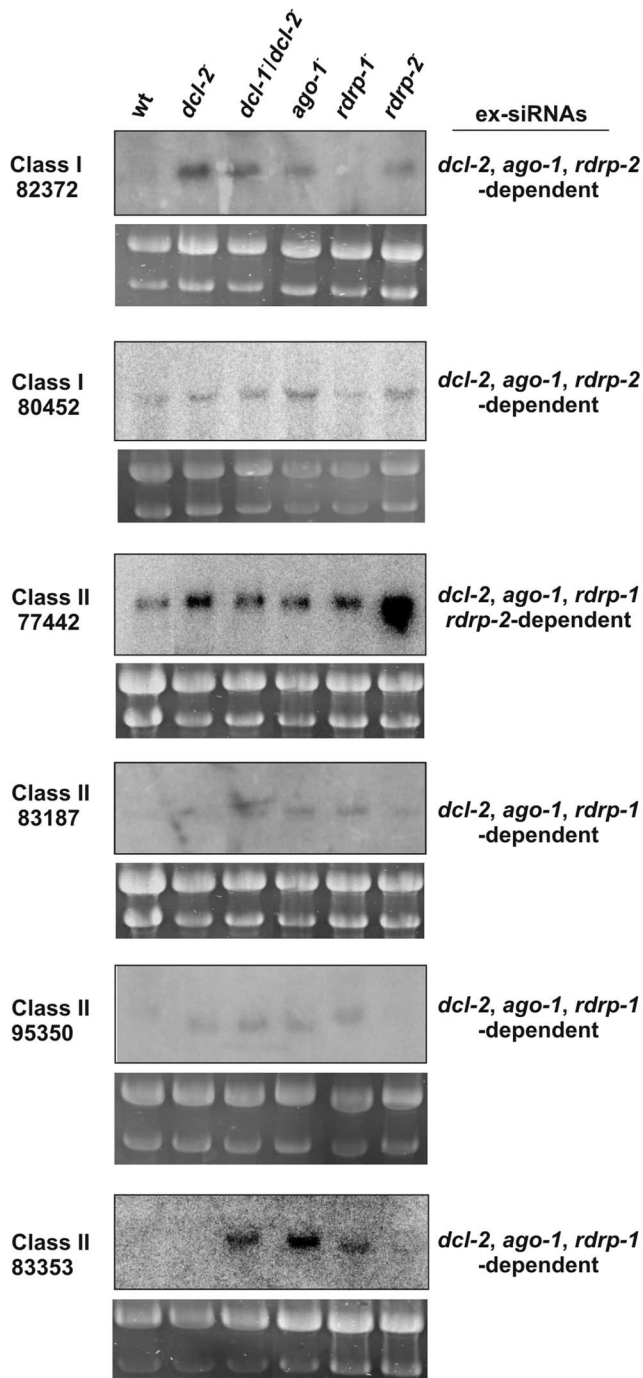 wt
dcl-2⁻
dcl-1⁻/dcl-2⁻
ago-1⁻
rdrp-1⁻
rdrp-2⁻
ex-siRNAs
Class I
82372
dcl-2, ago-1, rdrp-2
-dependent
Class I
80452
dcl-2, ago-1, rdrp-2
-dependent
Class II
77442
dcl-2, ago-1, rdrp-1
rdrp-2-dependent
Class II
83187
dcl-2, ago-1, rdrp-1
-dependent
Class II
95350
dcl-2, ago-1, rdrp-1
-dependent
Class II
83353
dcl-2, ago-1, rdrp-1
-dependent